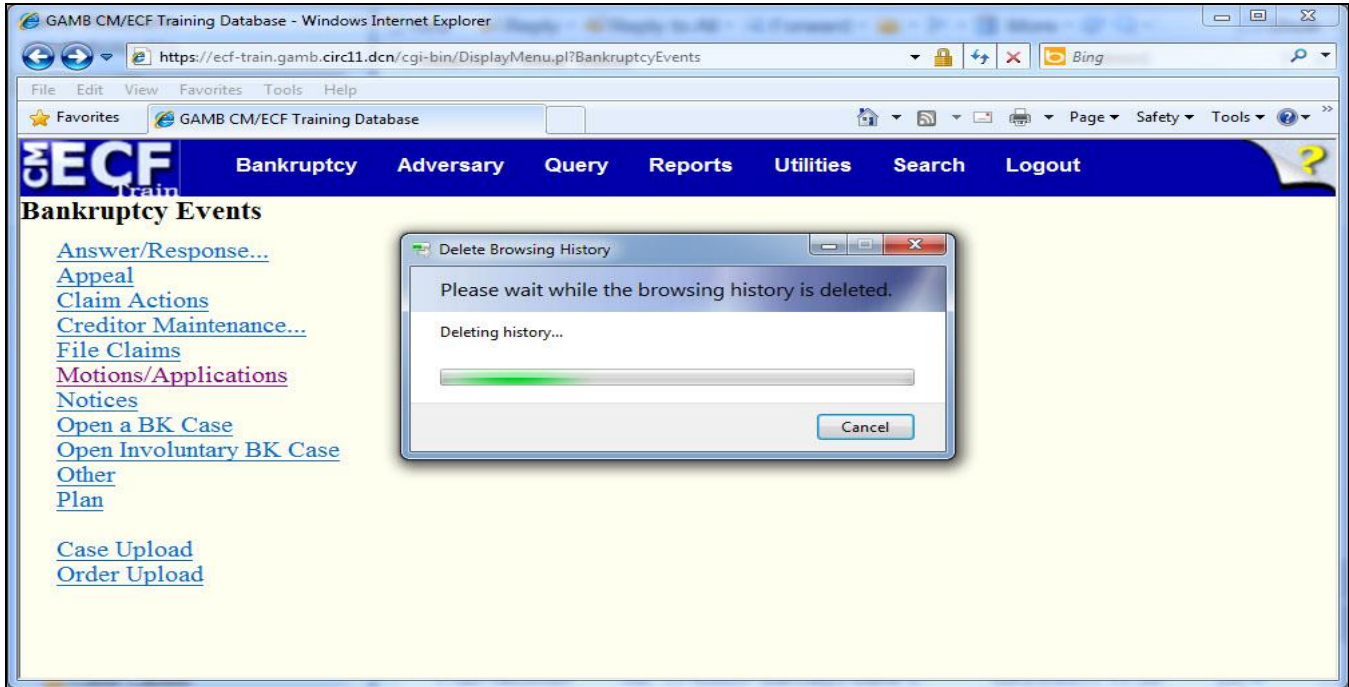 GAMB CM/ECF Training Database - Windows Internet Explorer
https://ecf-train.gamb.circ11.dcn/cgi-bin/DisplayMenu.pl?BankruptcyEvents
Bing
File Edit View Favorites Tools Help
Favorites GAMB CM/ECF Training Database Page Safety Tools
CM ECF Train Bankruptcy Adversary Query Reports Utilities Search Logout ?
Bankruptcy Events
Answer/Response...
Appeal
Claim Actions
Creditor Maintenance...
File Claims
Motions/Applications
Notices
Open a BK Case
Open Involuntary BK Case
Other
Plan
Case Upload
Order Upload
Delete Browsing History
Please wait while the browsing history is deleted.
Deleting history...
Cancel